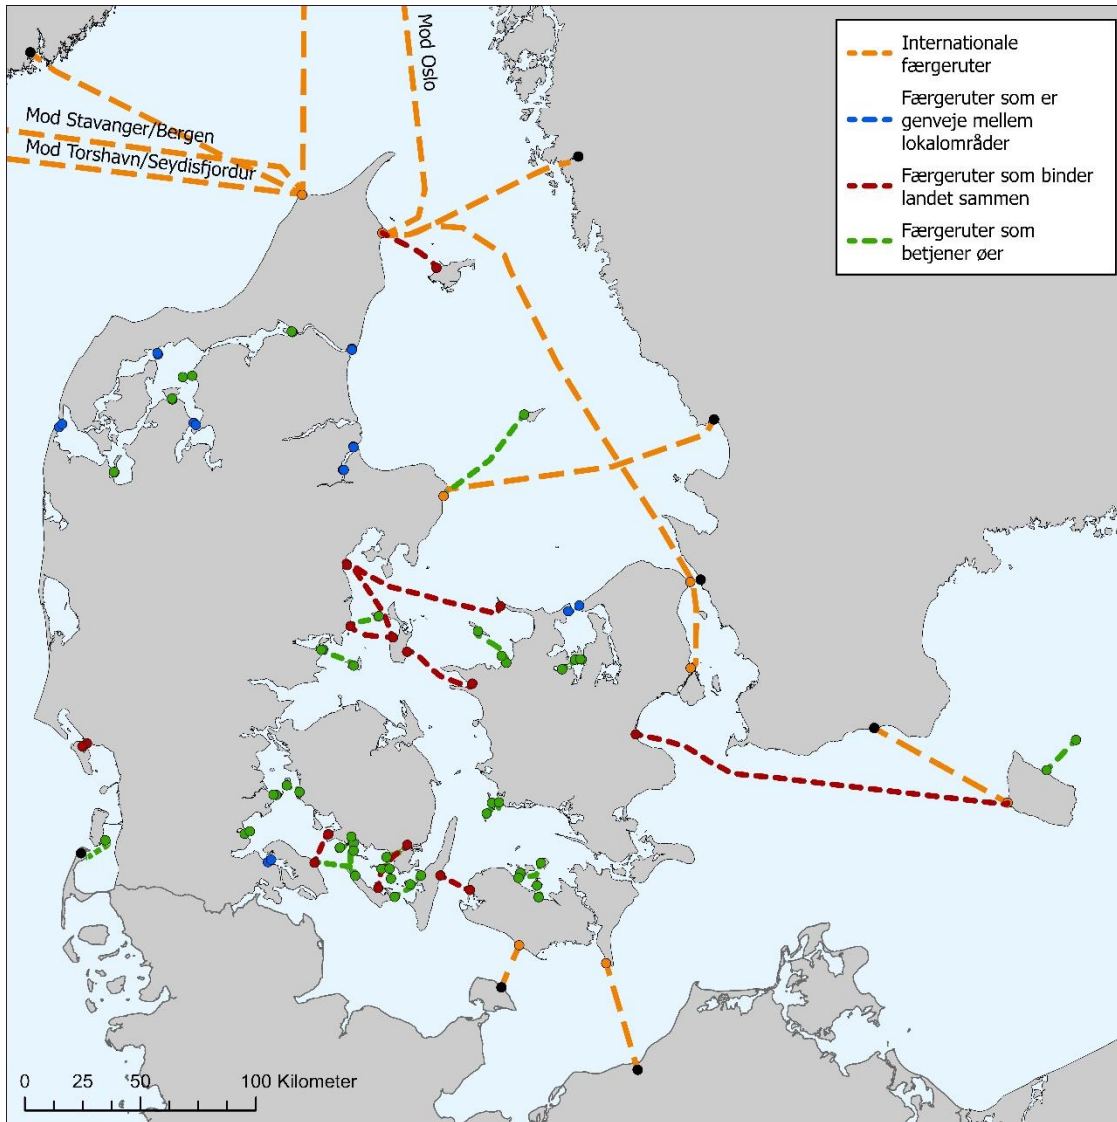 Mod Oslo
Mod Stavanger/Bergen
Mod Torshavn/Seydisfjordur
Internationale
færgeruter
Færgeruter som er
genveje mellem
lokalområder
Færgeruter som binder
landet sammen
Færgeruter som
betjener øer
0 25 50 100 Kilometer